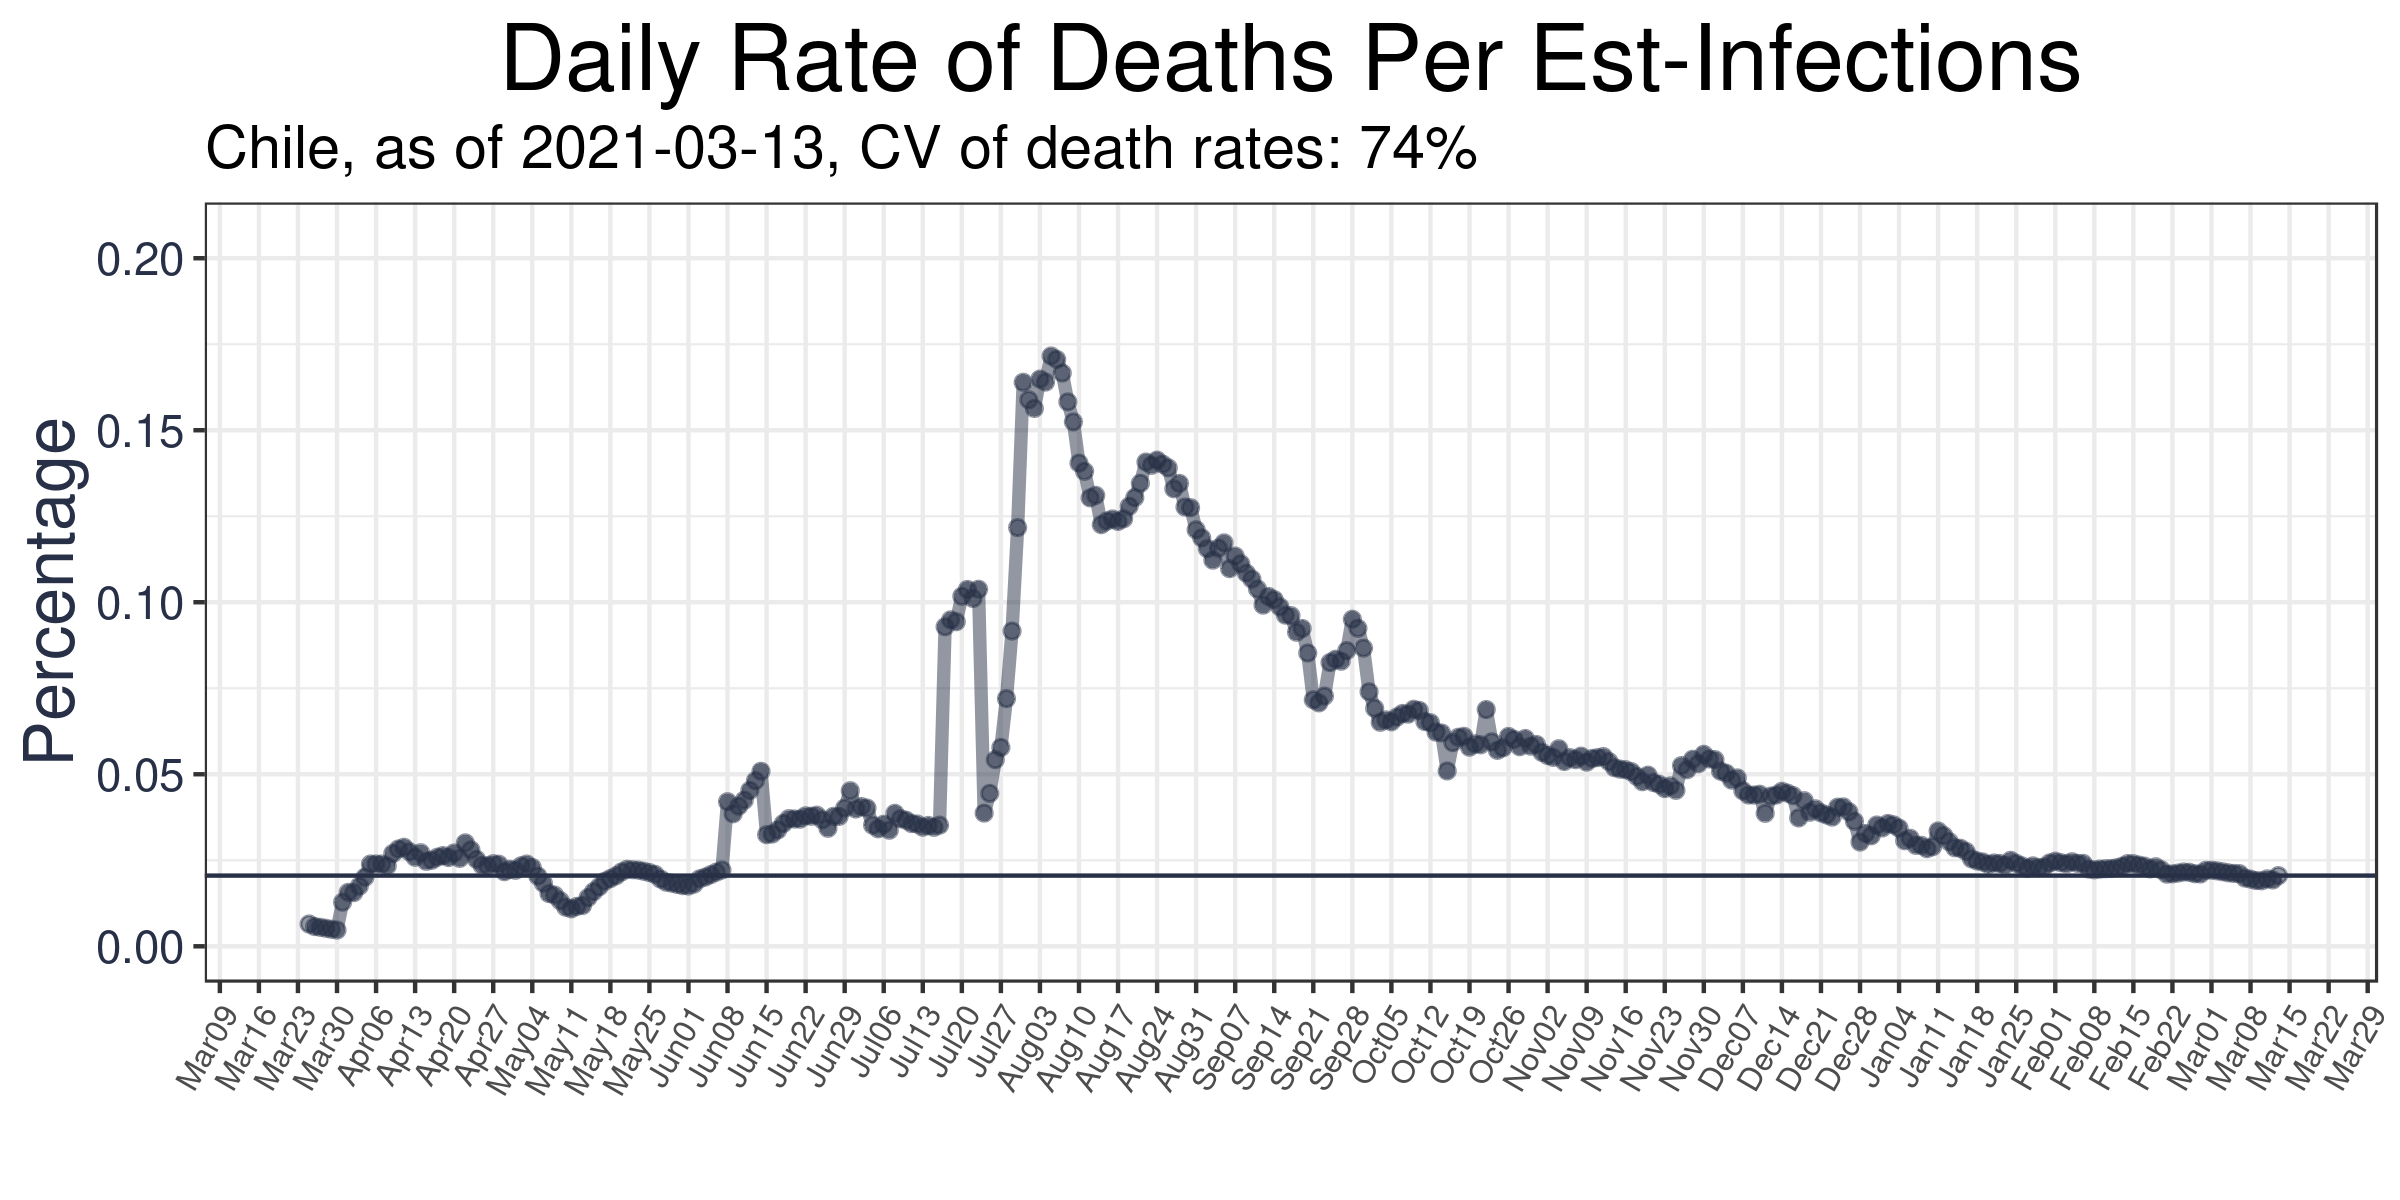 Daily Rate of Deaths Per Est-Infections
Chile, as of 2021-03-13, CV of death rates: 74%
Percentage
0.20
0.15
0.10
0.05
0.00
Mar09 Mar16 Mar23 Mar30 Apr06 Apr13 Apr20 Apr27 May04 May11 May18 May25 Jun01 Jun08 Jun15 Jun22 Jun29 Jul06 Jul13 Jul20 Jul27 Aug03 Aug10 Aug17 Aug24 Aug31 Sep07 Sep14 Sep21 Sep28 Oct05 Oct12 Oct19 Oct26 Nov02 Nov09 Nov16 Nov23 Nov30 Dec07 Dec14 Dec21 Dec28 Jan04 Jan11 Jan18 Jan25 Feb01 Feb08 Feb15 Feb22 Mar01 Mar08 Mar15 Mar22 Mar29